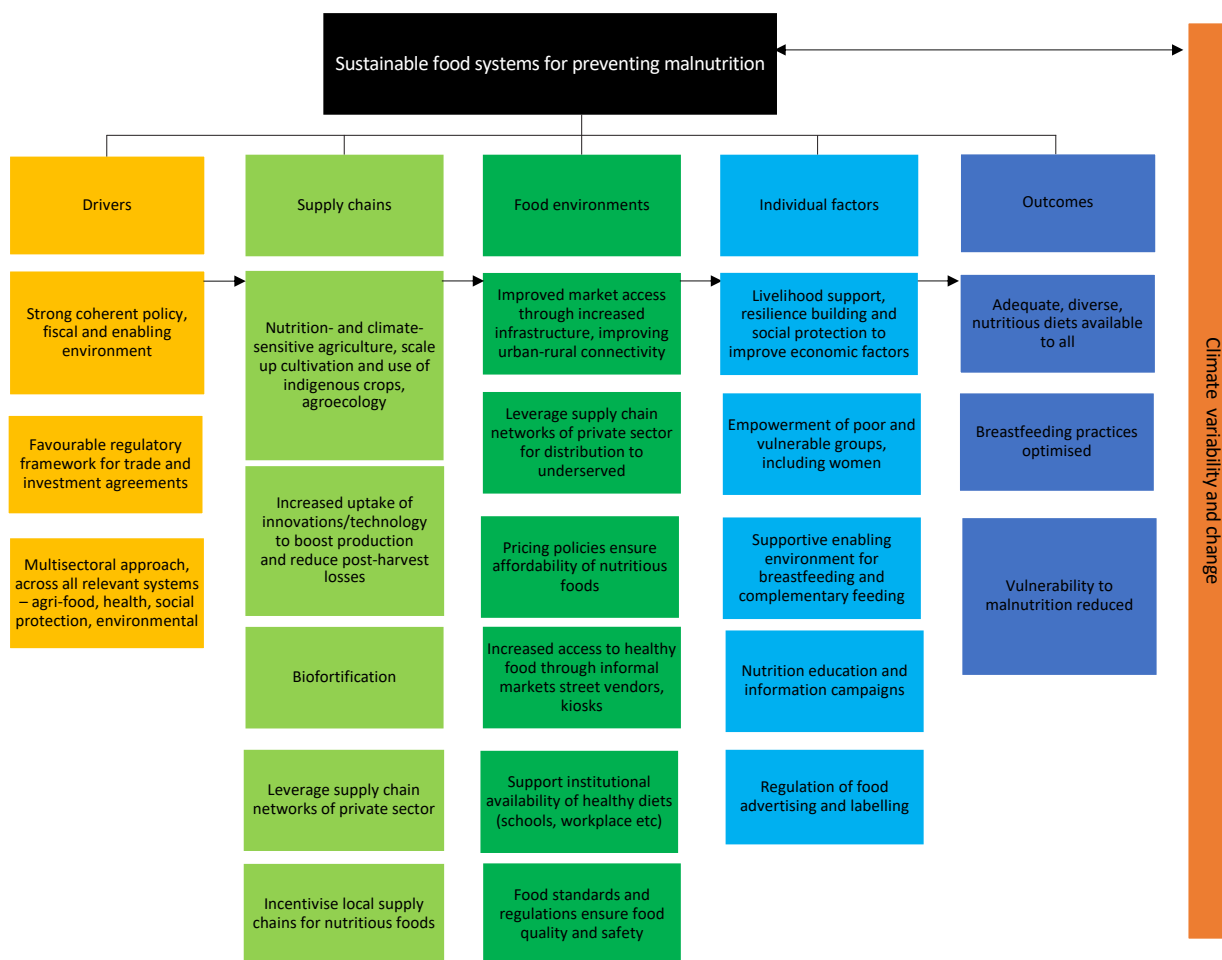 Sustainable food systems for preventing malnutrition
Drivers
Supply chains
Food environments
Individual factors
Outcomes
Strong coherent policy,
fiscal and enabling
environment
Favourable regulatory
framework for trade and
investment agreements
Multisectoral approach,
across all relevant systems
– agri-food, health, social
protection, environmental
Nutrition- and climate-
sensitive agriculture, scale
up cultivation and use of
indigenous crops,
agroecology
Increased uptake of
innovations/technology
to boost production
and reduce post-harvest
losses
Biofortification
Leverage supply chain
networks of private sector
Incentivise local supply
chains for nutritious foods
Improved market access
through increased
infrastructure, improving
urban-rural connectivity
Leverage supply chain
networks of private sector
for distribution to
underserved
Pricing policies ensure
affordability of nutritious
foods
Increased access to healthy
food through informal
markets street vendors,
kiosks
Support institutional
availability of healthy diets
(schools, workplace etc)
Food standards and
regulations ensure food
quality and safety
Livelihood support,
resilience building and
social protection to
improve economic factors
Empowerment of poor and
vulnerable groups,
including women
Supportive enabling
environment for
breastfeeding and
complementary feeding
Nutrition education and
information campaigns
Regulation of food
advertising and labelling
Adequate, diverse,
nutritious diets available
to all
Breastfeeding practices
optimised
Vulnerability to
malnutrition reduced
Climate variability and change